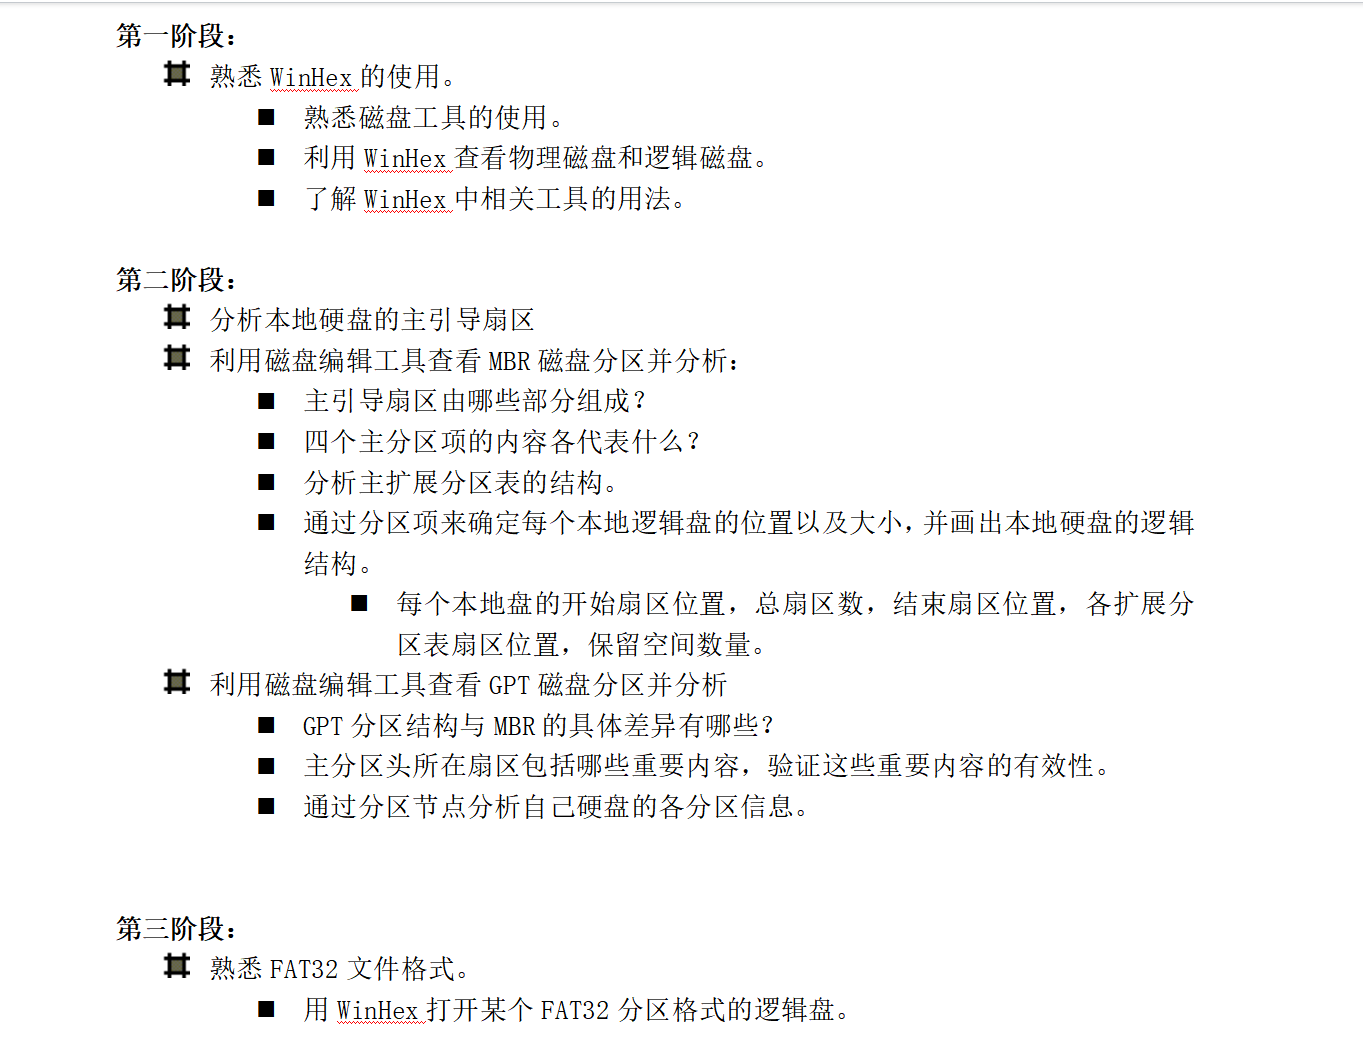 第一阶段：
熟悉 WinHex 的使用。
熟悉磁盘工具的使用。
利用 WinHex 查看物理磁盘和逻辑磁盘。
了解 WinHex 中相关工具的用法。
第二阶段：
分析本地硬盘的主引导扇区
利用磁盘编辑工具查看 MBR 磁盘分区并分析：
主引导扇区由哪些部分组成？
四个主分区项的内容各代表什么？
分析主扩展分区表的结构。
通过分区项来确定每个本地逻辑盘的位置以及大小，并画出本地硬盘的逻辑
结构。
每个本地盘的开始扇区位置，总扇区数，结束扇区位置，各扩展分
区表扇区位置，保留空间数量。
利用磁盘编辑工具查看 GPT 磁盘分区并分析
GPT 分区结构与 MBR 的具体差异有哪些？
主分区头所在扇区包括哪些重要内容，验证这些重要内容的有效性。
通过分区节点分析自己硬盘的各分区信息。
第三阶段：
熟悉 FAT32 文件格式。
用 WinHex 打开某个 FAT32 分区格式的逻辑盘。